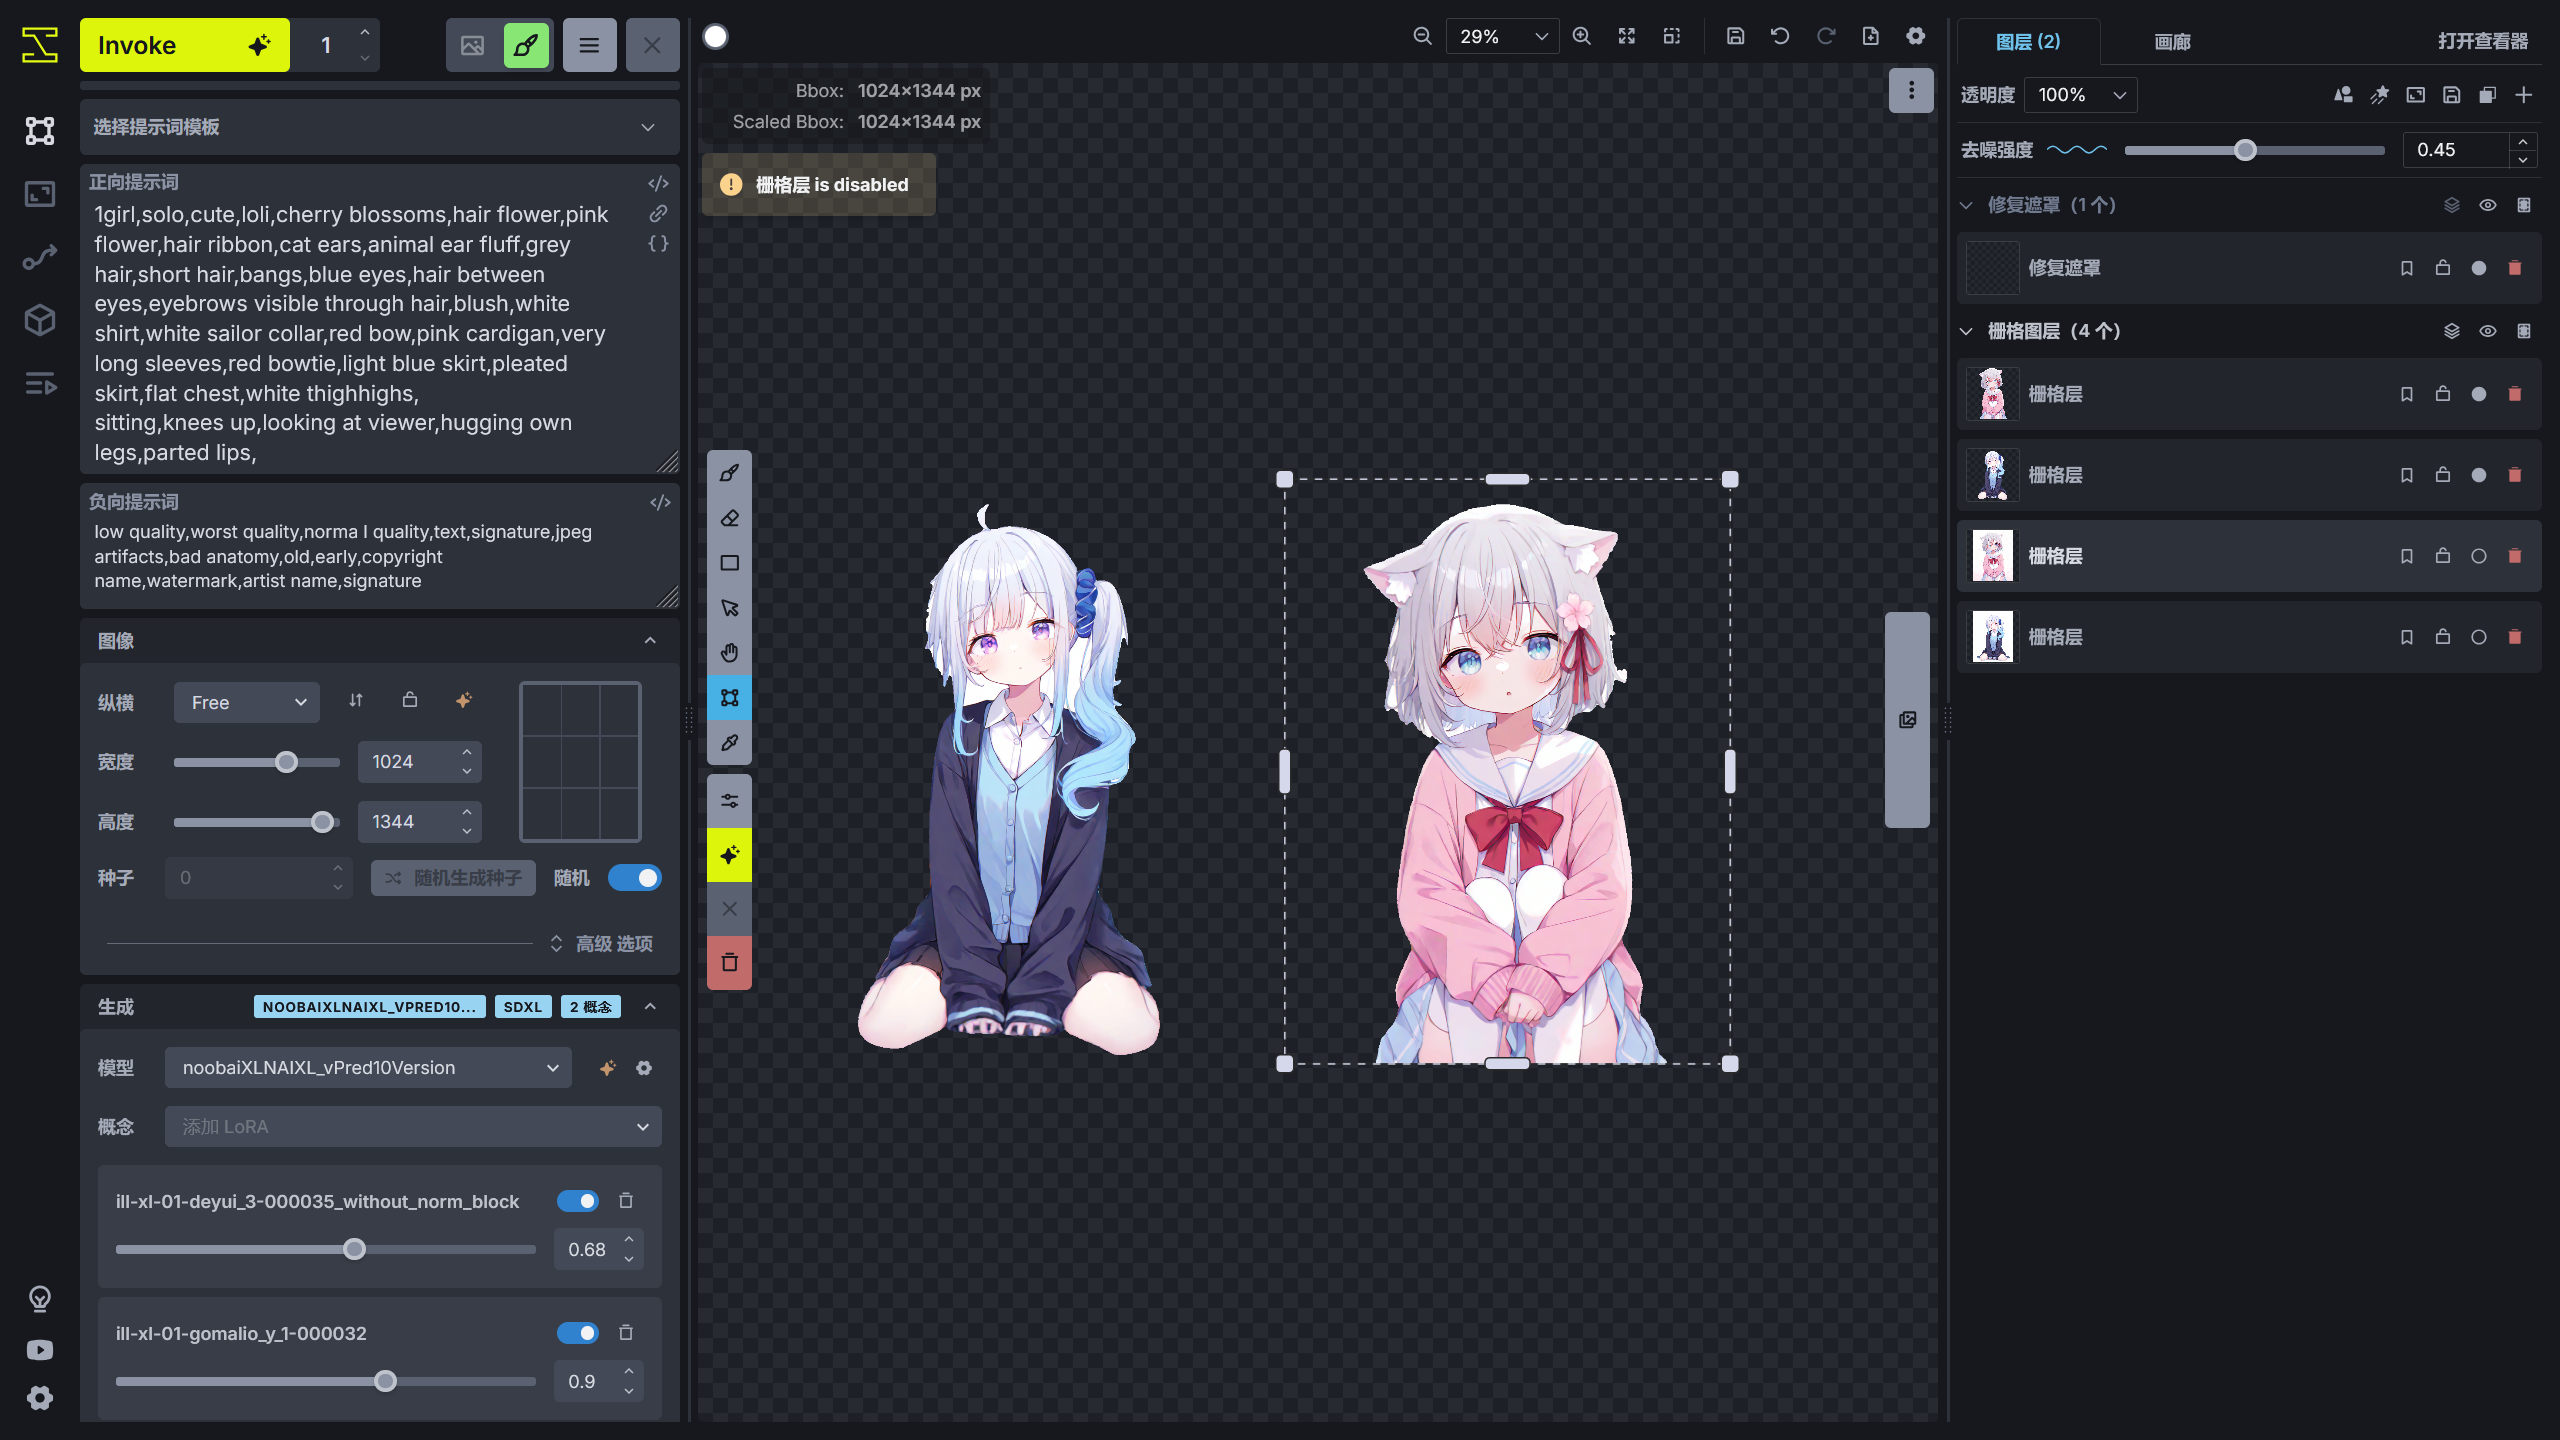 Invoke
1
选择提示词模板
正向提示词
1girl,solo,cute,loli,cherry blossoms,hair flower,pink
flower,hair ribbon,cat ears,animal ear fluff,grey
hair,short hair,bangs,blue eyes,hair between
eyes,eyebrows visible through hair,blush,white
shirt,white sailor collar,red bow,pink cardigan,very
long sleeves,red bowtie,light blue skirt,pleated
skirt,flat chest,white thighhighs,
sitting,knees up,looking at viewer,hugging own
legs,parted lips,
负向提示词
low quality,worst quality,norma l quality,text,signature,jpeg
artifacts,bad anatomy,old,early,copyright
name,watermark,artist name,signature
图像
纵横
Free
宽度
1024
高度
1344
种子
0
随机生成种子
随机
高级 选项
生成
NOOBAIXLNAIXL_VPRED10...
SDXL
2 概念
模型
noobaiXLNAIXL_vPred10Version
概念
添加 LoRA
ill-xl-01-deyui_3-000035_without_norm_block
0.68
ill-xl-01-gomalio_y_1-000032
0.9
29%
Bbox: 1024×1344 px
Scaled Bbox: 1024×1344 px
栅格层 is disabled
图层 (2)
画廊
打开查看器
透明度
100%
去噪强度
0.45
修复遮罩 (1 个)
修复遮罩
栅格图层 (4 个)
栅格层
栅格层
栅格层
栅格层